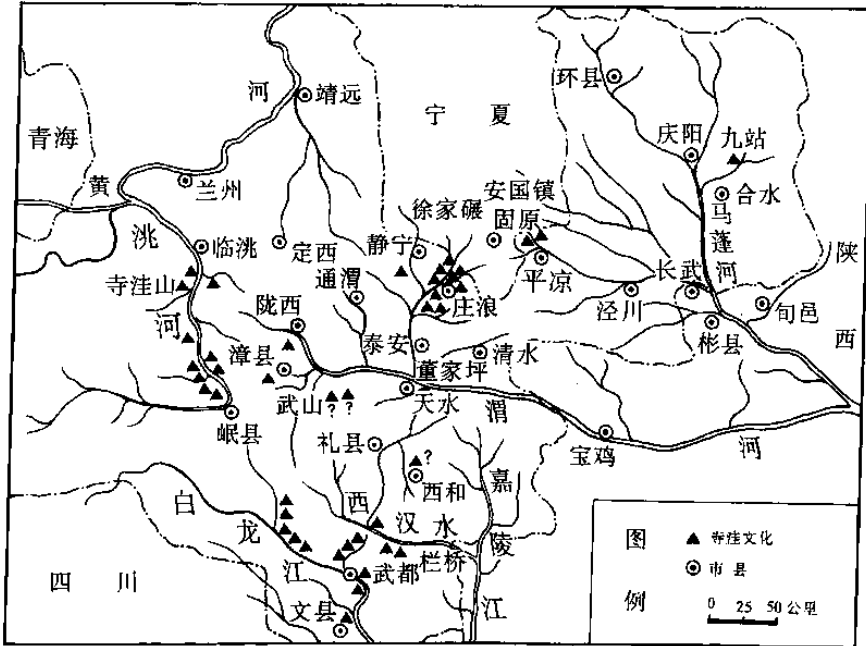 环县
河
靖远
宁夏
青海
庆阳
九站
黄
兰州
安国镇
合水
徐家碾
固原
马
洮
临洮
定西
静宁
蓬
陕
通渭
平凉
长武
河
寺洼山
庄浪
泾川
旬邑
陇西
河
泰安
清水
彬县
西
漳县
董家坪
武山
? ?
天水
渭
岷县
礼县
宝鸡
河
?
西和
嘉
白
西
龙
汉
水
陵
图
寺洼文化
江
武都
栏桥
市县
四川
例
0 25 50 公里
文县
江